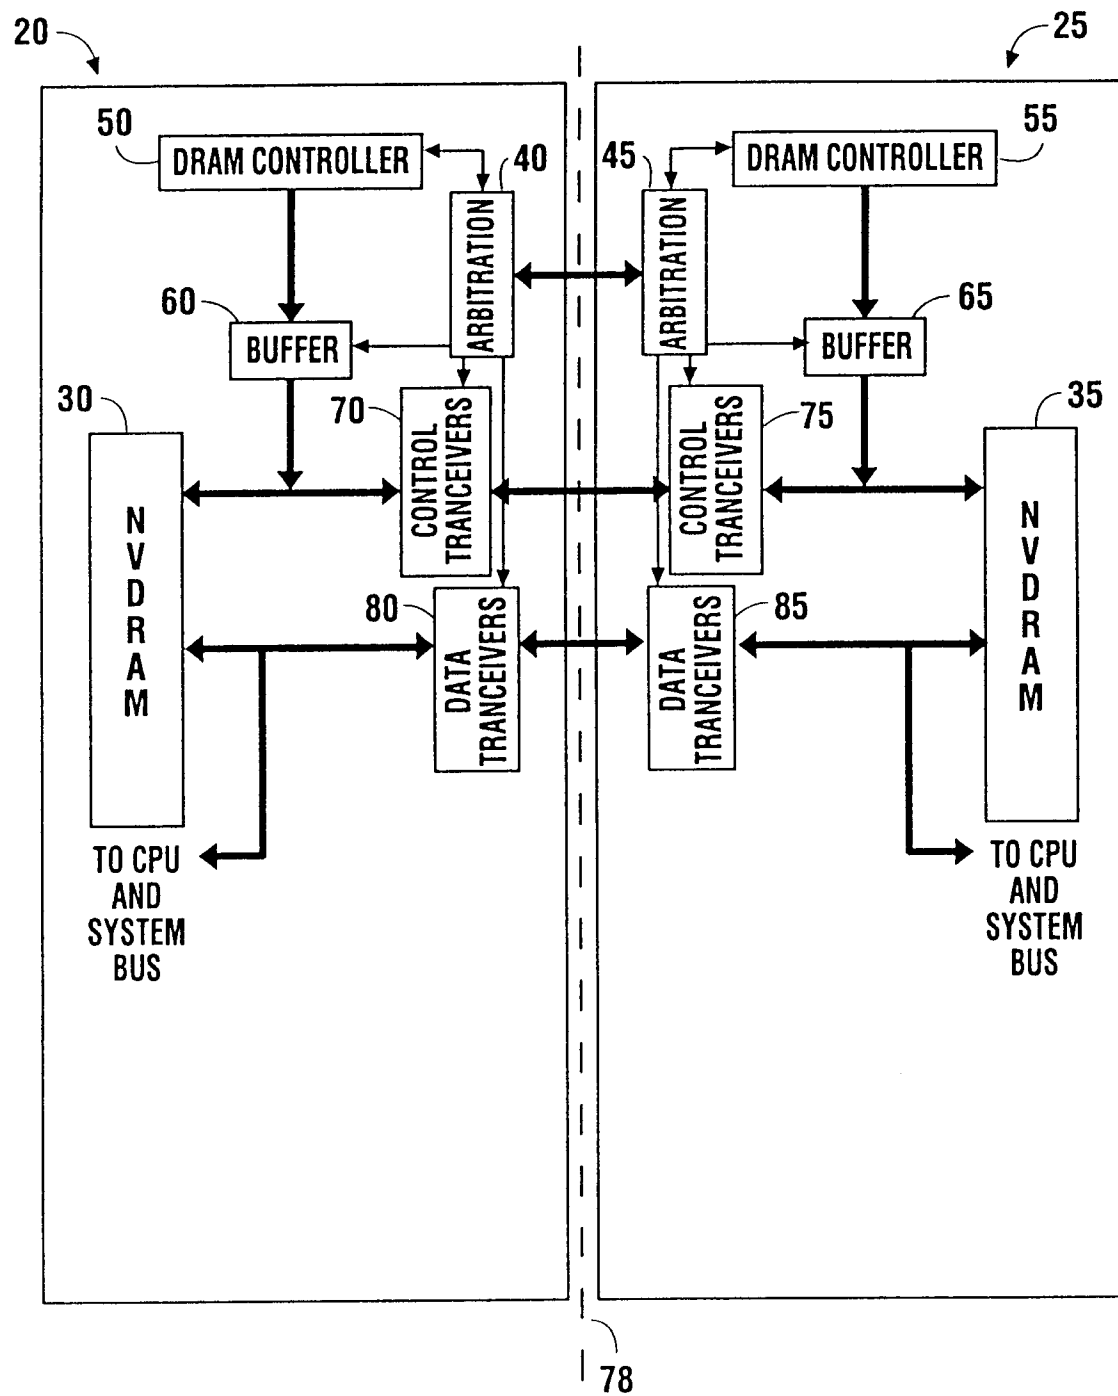 20
25
50
DRAM CONTROLLER
40
45
DRAM CONTROLLER
55
ARBITRATION
ARBITRATION
60
BUFFER
65
BUFFER
30
70
CONTROL
TRANCEIVERS
CONTROL
TRANCEIVERS
75
35
NVDRAM
NVDRAM
80
DATA
TRANCEIVERS
DATA
TRANCEIVERS
85
TO CPU
AND
SYSTEM
BUS
TO CPU
AND
SYSTEM
BUS
78